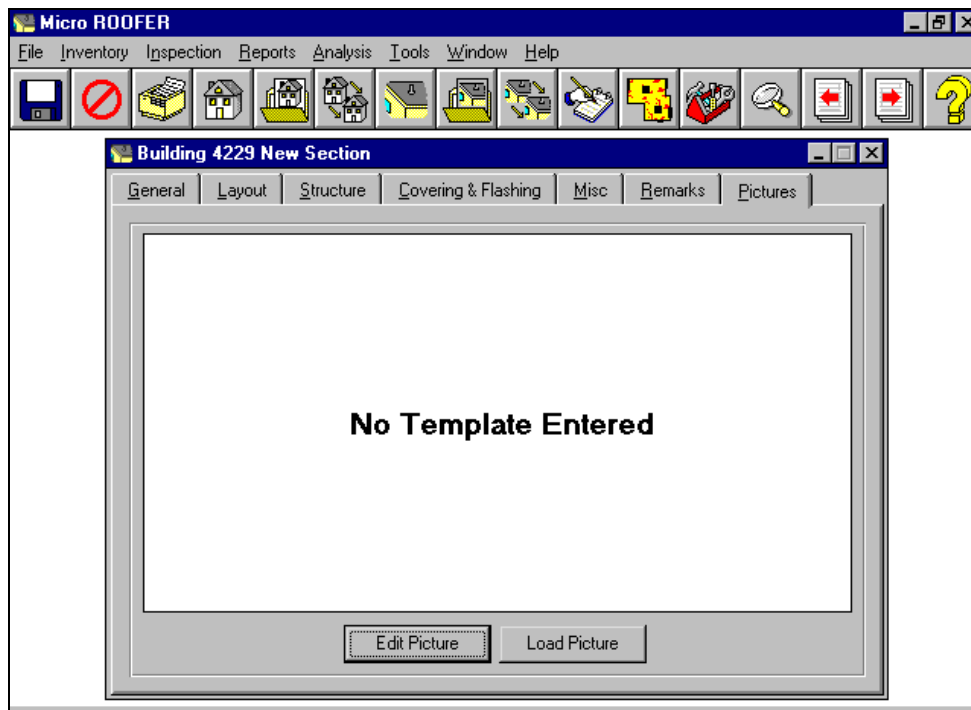 Micro ROOFER
File Inventory Inspection Reports Analysis Tools Window Help
Building 4229 New Section
General Layout Structure Covering & Flashing Misc Remarks Pictures
No Template Entered
Edit Picture Load Picture